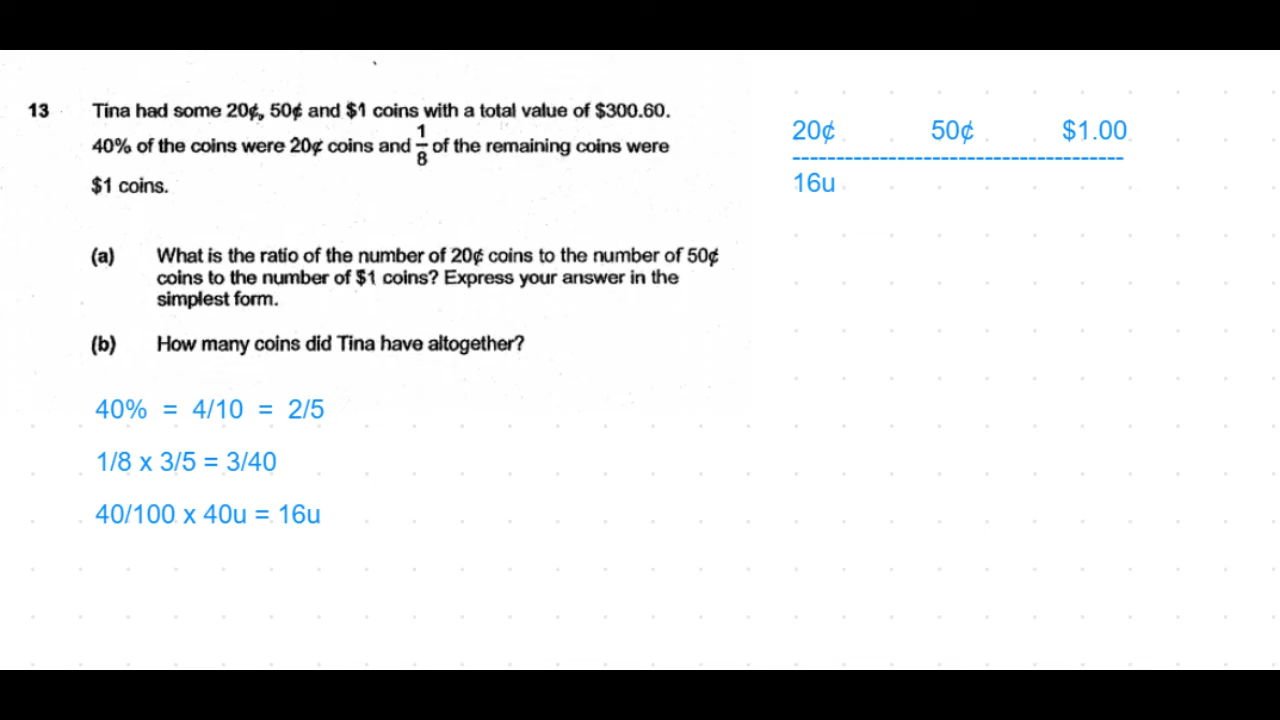 13 Tina had some 20¢, 50¢ and $1 coins with a total value of $300.60.
40% of the coins were 20¢ coins and 1/8 of the remaining coins were
$1 coins.
(a) What is the ratio of the number of 20¢ coins to the number of 50¢
coins to the number of $1 coins? Express your answer in the
simplest form.
(b) How many coins did Tina have altogether?
40% = 4/10 = 2/5
1/8 x 3/5 = 3/40
40/100 x 40u = 16u
20¢ 50¢ $1.00
---------------------------------------
16u